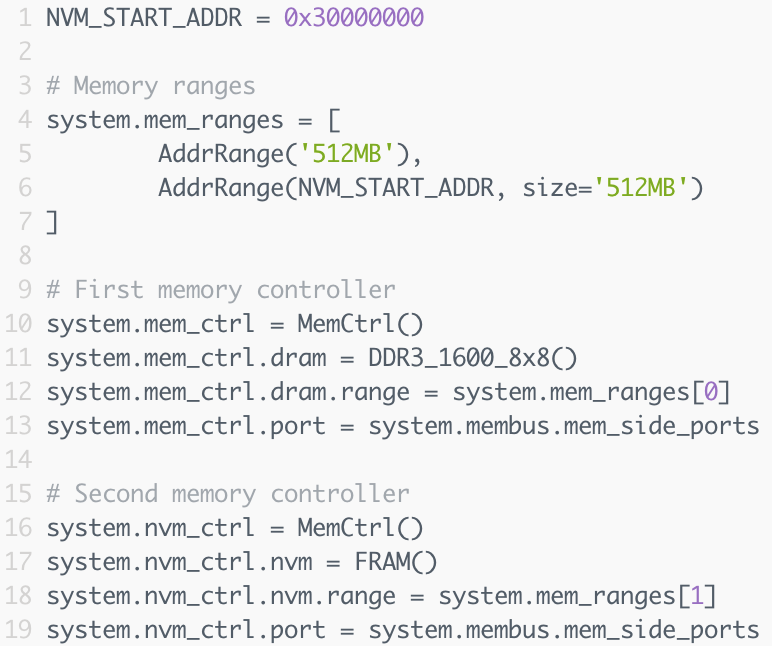 1 NVM_START_ADDR = 0x30000000
2
3 # Memory ranges
4 system.mem_ranges = [
5         AddrRange('512MB'),
6         AddrRange(NVM_START_ADDR, size='512MB')
7 ]
8
9 # First memory controller
10 system.mem_ctrl = MemCtrl()
11 system.mem_ctrl.dram = DDR3_1600_8x8()
12 system.mem_ctrl.dram.range = system.mem_ranges[0]
13 system.mem_ctrl.port = system.membus.mem_side_ports
14
15 # Second memory controller
16 system.nvm_ctrl = MemCtrl()
17 system.nvm_ctrl.nvm = FRAM()
18 system.nvm_ctrl.nvm.range = system.mem_ranges[1]
19 system.nvm_ctrl.port = system.membus.mem_side_ports